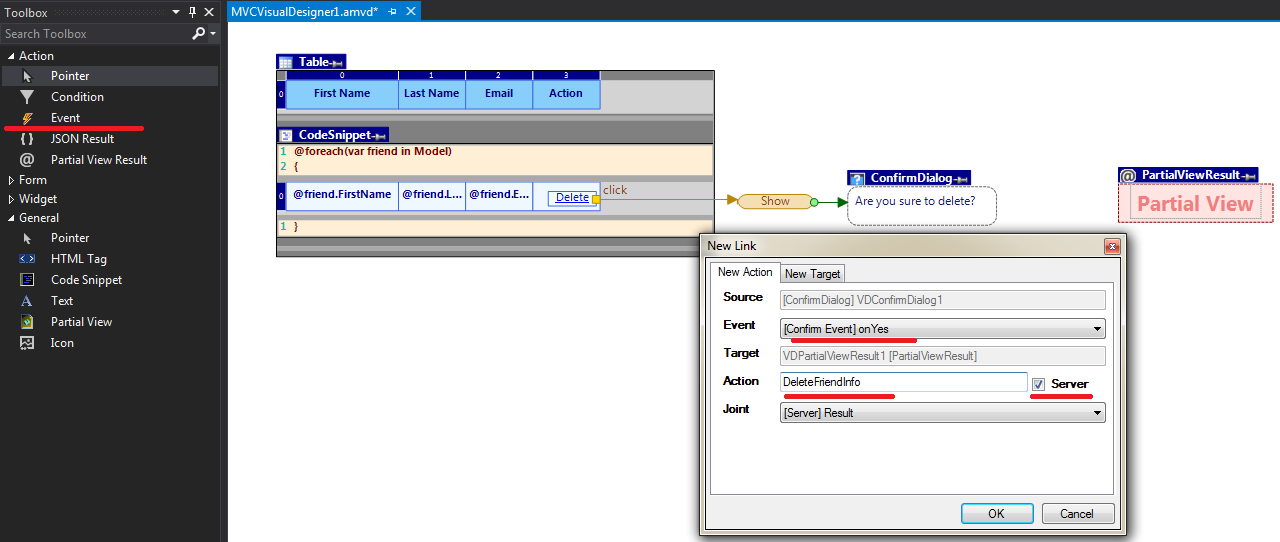 Toolbox
MVCVisualDesigner1.amvd*
Search Toolbox
Action
Pointer
Condition
Event
JSON Result
Partial View Result
Form
Widget
General
Pointer
HTML Tag
Code Snippet
Text
Partial View
Icon
Table
0 1 2 3
0 First Name Last Name Email Action
CodeSnippet
1 @foreach(var friend in Model)
2 {
0 @friend.FirstName @friend.L... @friend.E... Delete click
1 }
Show
ConfirmDialog
Are you sure to delete?
@ PartialViewResult
Partial View
New Link
New Action New Target
Source [ConfirmDialog] VDConfirmDialog1
Event [Confirm Event] onYes
Target VDPartialViewResult1 [PartialViewResult]
Action DeleteFriendInfo Server
Joint [Server] Result
OK Cancel